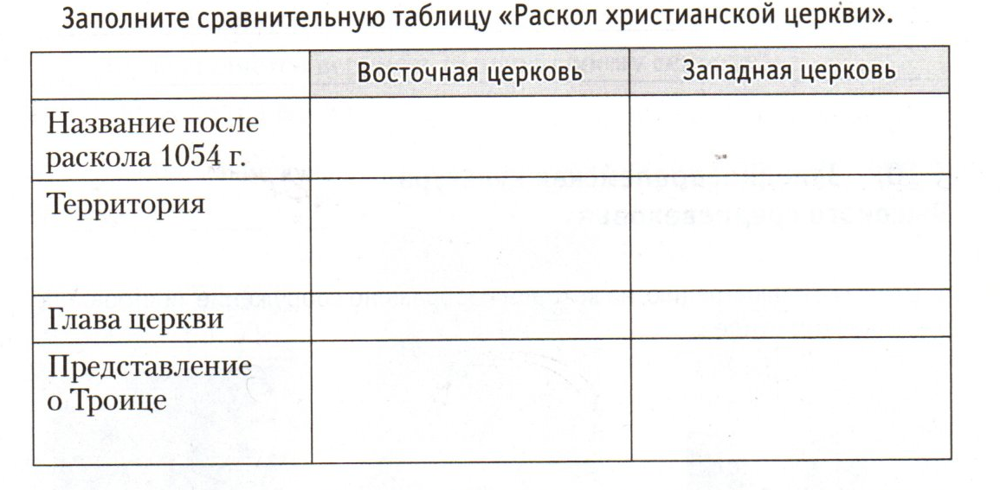 Заполните сравнительную таблицу «Раскол христианской церкви».
Восточная церковь Западная церковь
Название после
раскола 1054 г.
Территория
Глава церкви
Представление
о Троице